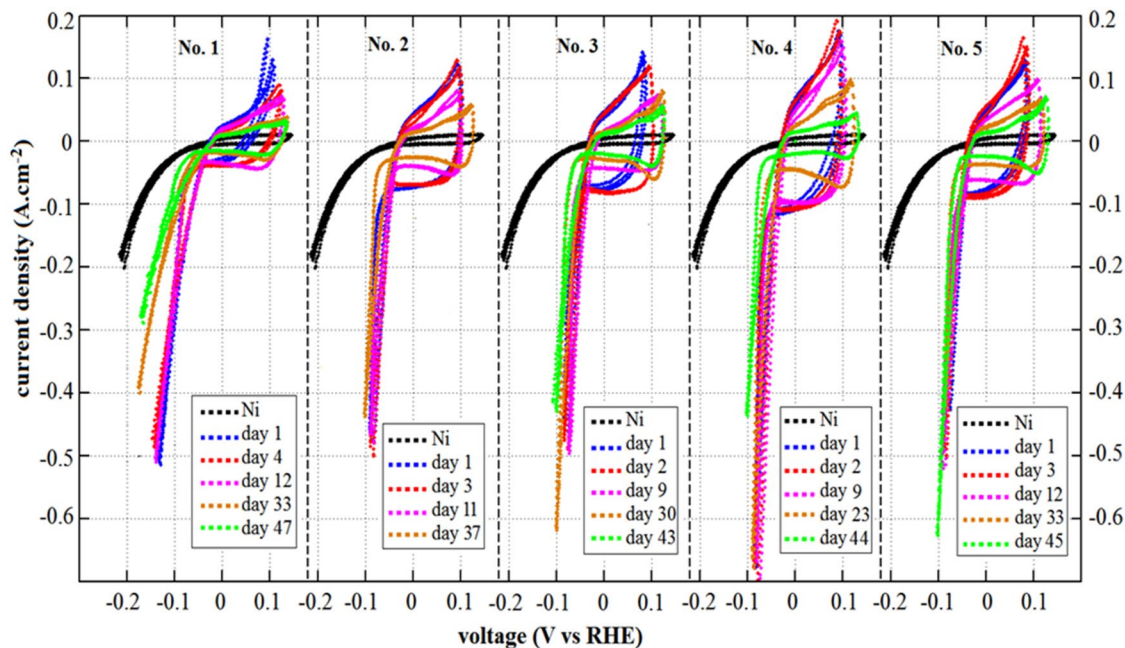 No. 1 No. 2 No. 3 No. 4 No. 5
0.2 0.2
0.1 0.1
0 0
-0.1 -0.1
-0.2 -0.2
-0.3 -0.3
-0.4 -0.4
-0.5 -0.5
-0.6 -0.6
current density (A.cm⁻²)
Ni
day 1
day 4
day 12
day 33
day 47
Ni
day 1
day 3
day 11
day 37
Ni
day 1
day 2
day 9
day 30
day 43
Ni
day 1
day 2
day 9
day 23
day 44
Ni
day 1
day 3
day 12
day 33
day 45
-0.2 -0.1 0 0.1 -0.2 -0.1 0 0.1 -0.2 -0.1 0 0.1 -0.2 -0.1 0 0.1 -0.2 -0.1 0 0.1
voltage (V vs RHE)